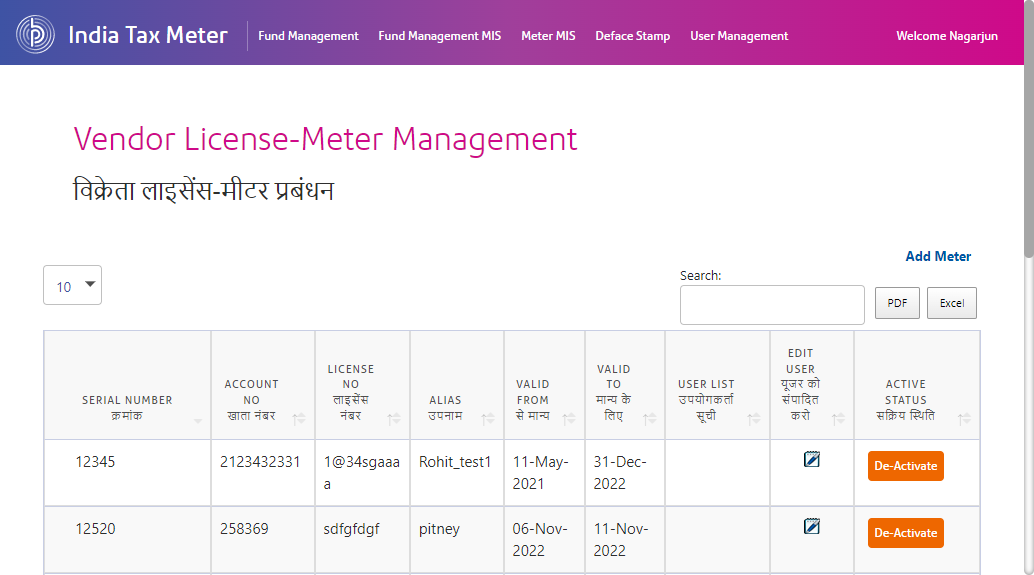 India Tax Meter
Fund Management
Fund Management MIS
Meter MIS
Deface Stamp
User Management
Welcome Nagarjun
Vendor License-Meter Management
विक्रेता लाइसेंस-मीटर प्रबंधन
Add Meter
10
Search:
PDF
Excel
SERIAL NUMBER
क्रमांक
ACCOUNT
NO
खाता नंबर
LICENSE
NO
लाइसेंस
नंबर
ALIAS
उपनाम
VALID
FROM
से मान्य
VALID
TO
मान्य के
लिए
USER LIST
उपयोगकर्ता
सूची
EDIT
USER
यूजर को
संपादित
करो
ACTIVE
STATUS
सक्रिय स्थिति
12345
2123432331
1@34sgaaa
a
Rohit_test1
11-May-
2021
31-Dec-
2022
De-Activate
12520
258369
sdfgfdgf
pitney
06-Nov-
2022
11-Nov-
2022
De-Activate